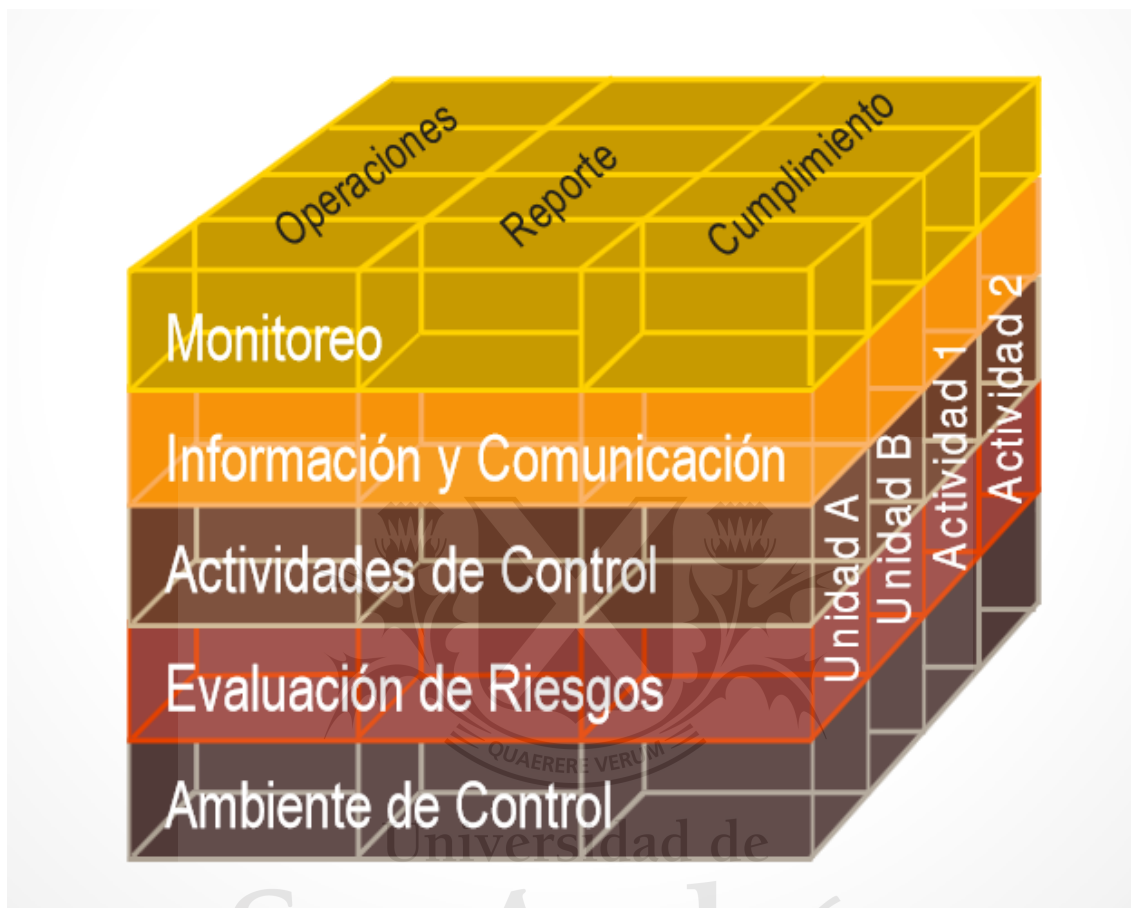 Operaciones
Reporte
Cumplimiento
Monitoreo
Información y Comunicación
Actividades de Control
Evaluación de Riesgos
Ambiente de Control
Unidad A
Unidad B
Actividad 1
Actividad 2
QUAERERE VERUM
Universidad de